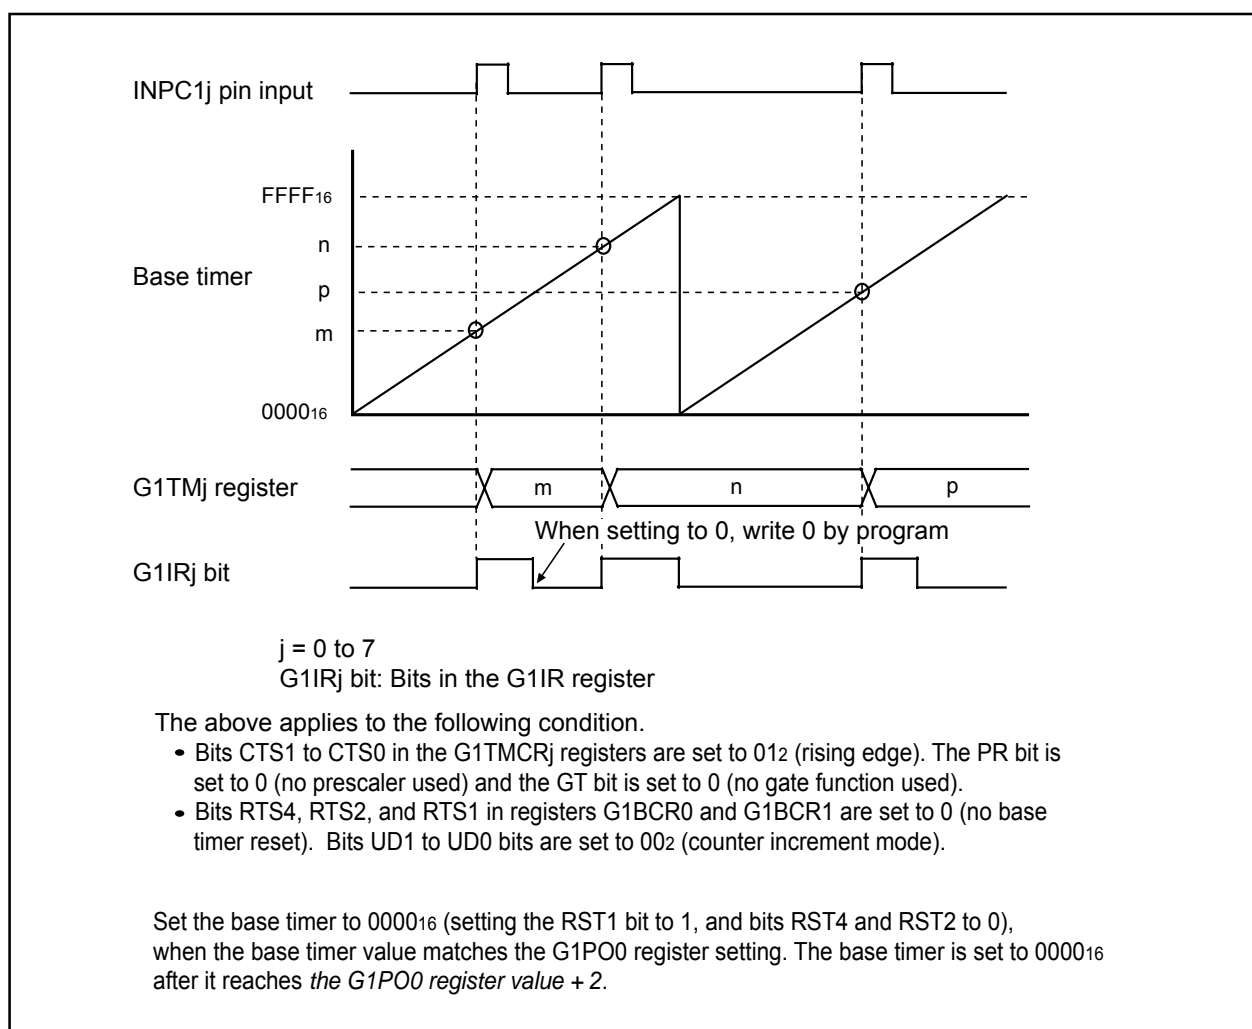 INPC1j pin input
FFFF16
n
Base timer
p
m
000016
G1TMj register
m
n
p
When setting to 0, write 0 by program
G1IRj bit
j = 0 to 7
G1IRj bit: Bits in the G1IR register
The above applies to the following condition.
• Bits CTS1 to CTS0 in the G1TMCRj registers are set to 012 (rising edge). The PR bit is
set to 0 (no prescaler used) and the GT bit is set to 0 (no gate function used).
• Bits RTS4, RTS2, and RTS1 in registers G1BCR0 and G1BCR1 are set to 0 (no base
timer reset). Bits UD1 to UD0 bits are set to 002 (counter increment mode).
Set the base timer to 000016 (setting the RST1 bit to 1, and bits RST4 and RST2 to 0),
when the base timer value matches the G1PO0 register setting. The base timer is set to 000016
after it reaches the G1PO0 register value + 2.